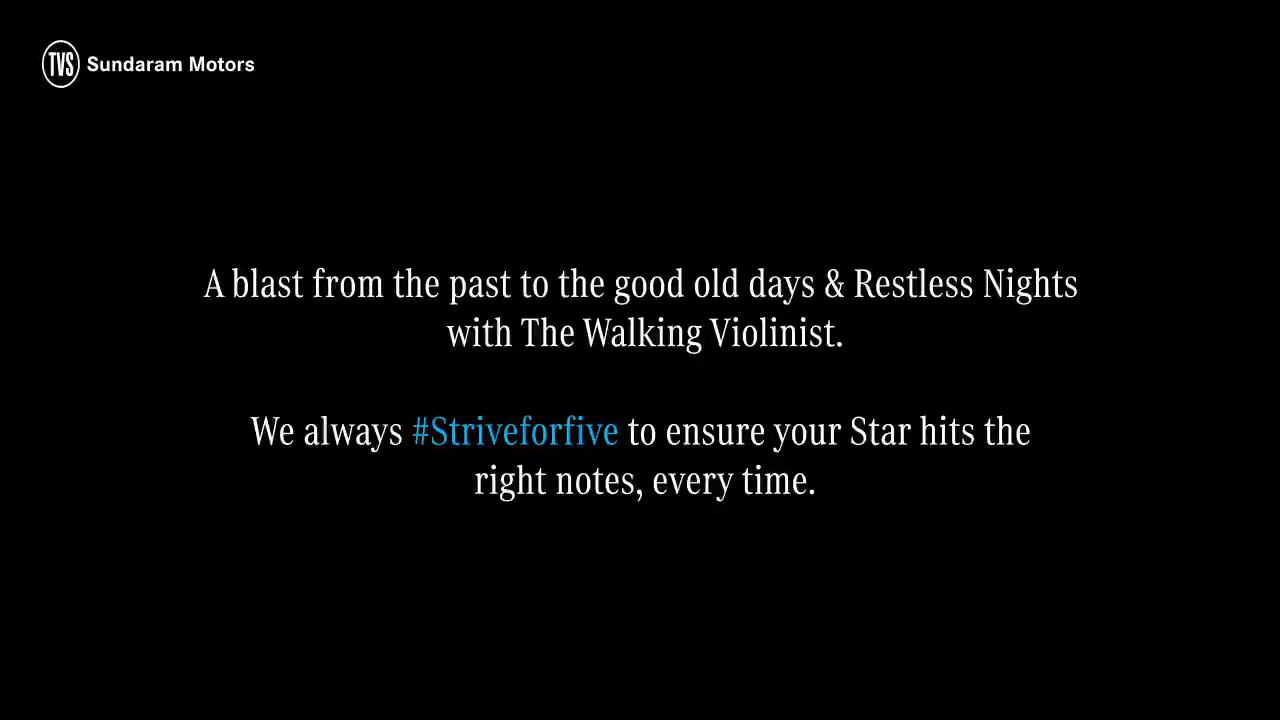 TVS Sundaram Motors
A blast from the past to the good old days & Restless Nights
with The Walking Violinist.
We always #Striveforfive to ensure your Star hits the
right notes, every time.